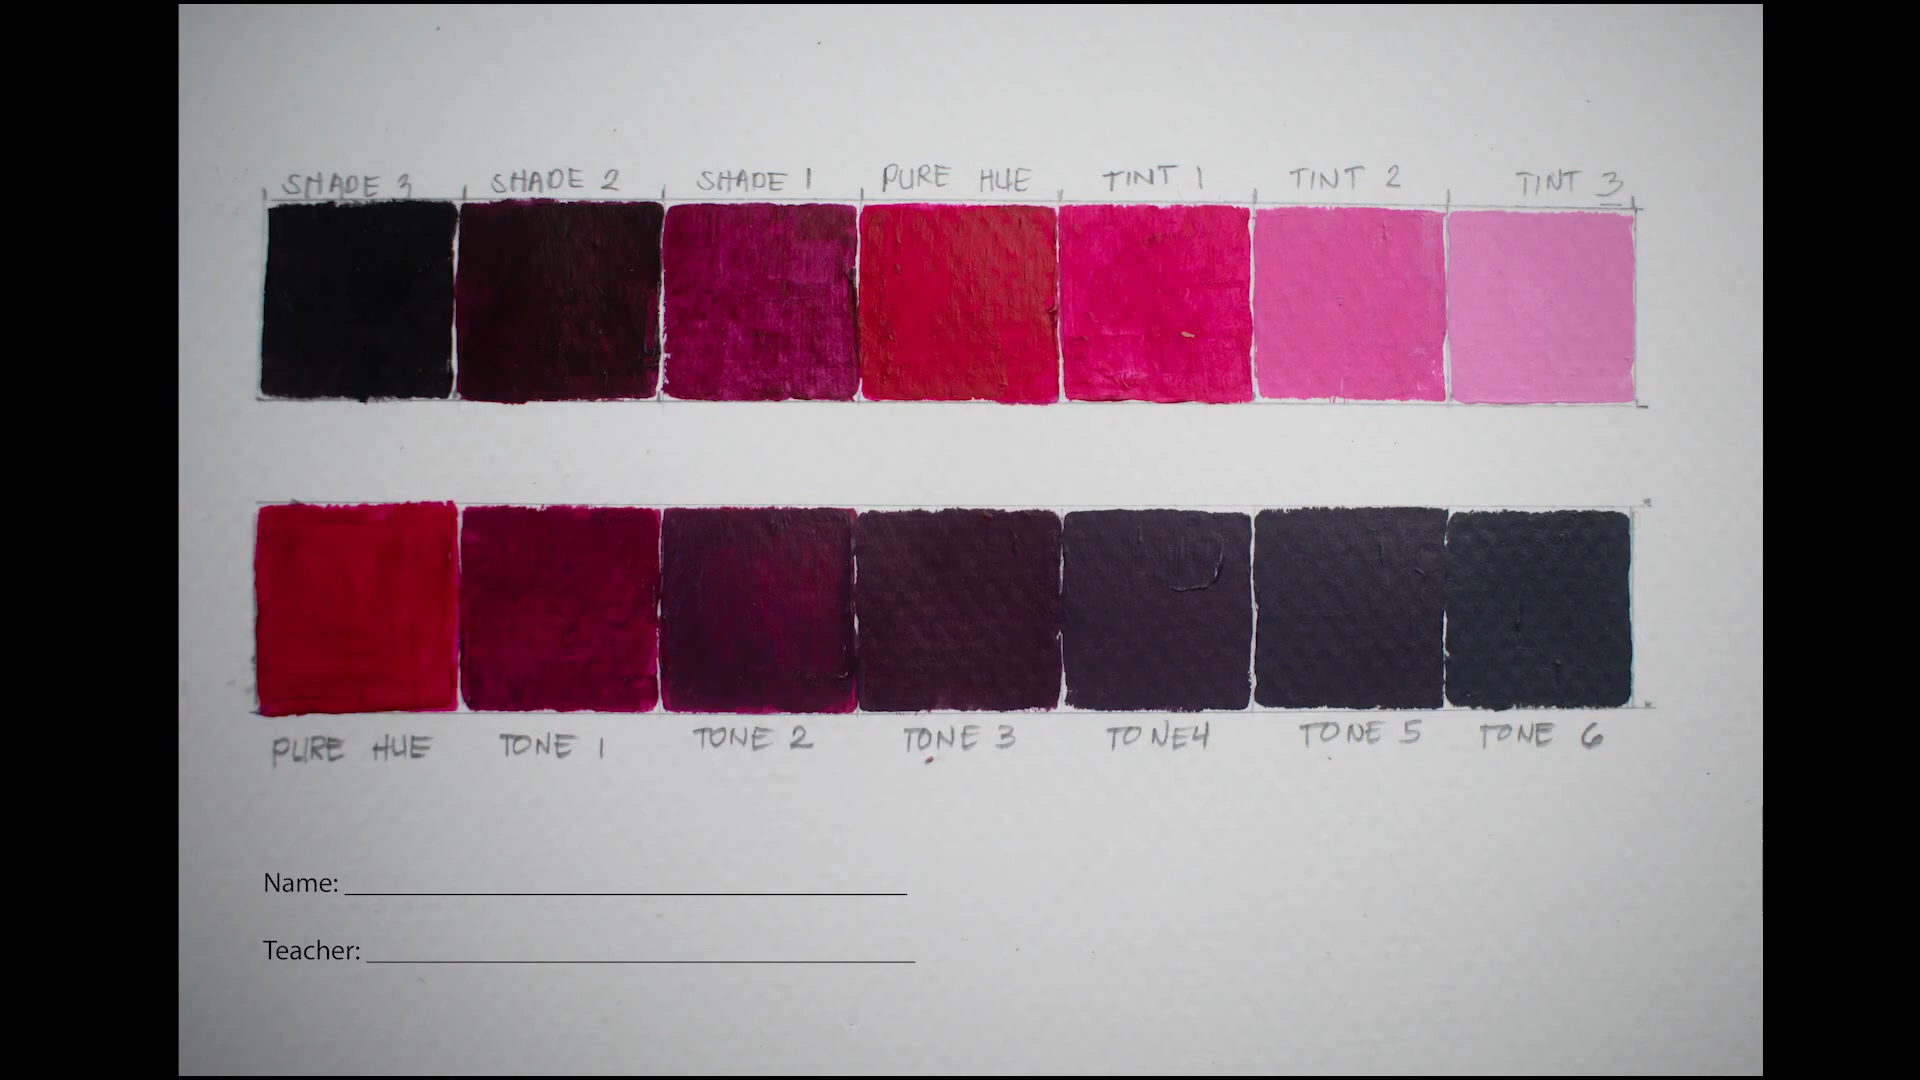 SHADE 3 SHADE 2 SHADE 1 PURE HUE TINT 1 TINT 2 TINT 3
PURE HUE TONE 1 TONE 2 TONE 3 TONE4 TONE 5 TONE 6
Name:
Teacher: